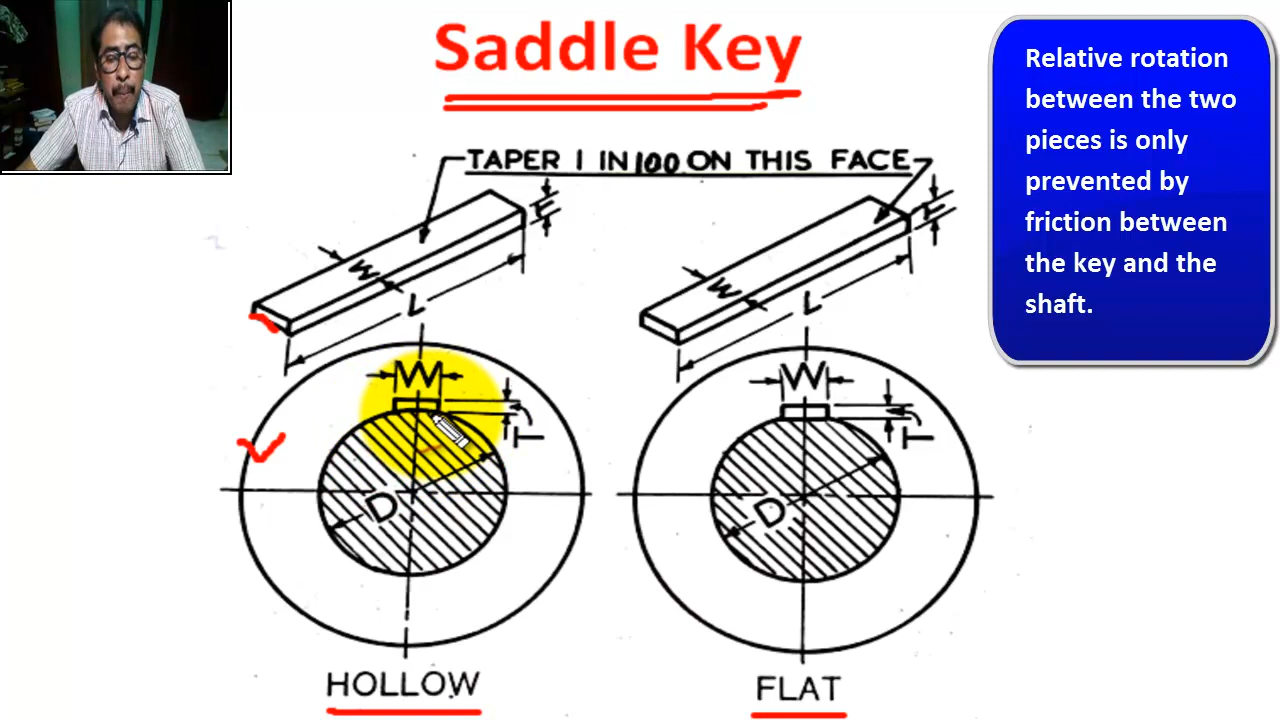 Saddle Key
Relative rotation
between the two
pieces is only
prevented by
friction between
the key and the
shaft.
TAPER 1 IN 100 ON THIS FACE
T
T
W
W
L
L
W
W
T
T
D
D
HOLLOW
FLAT